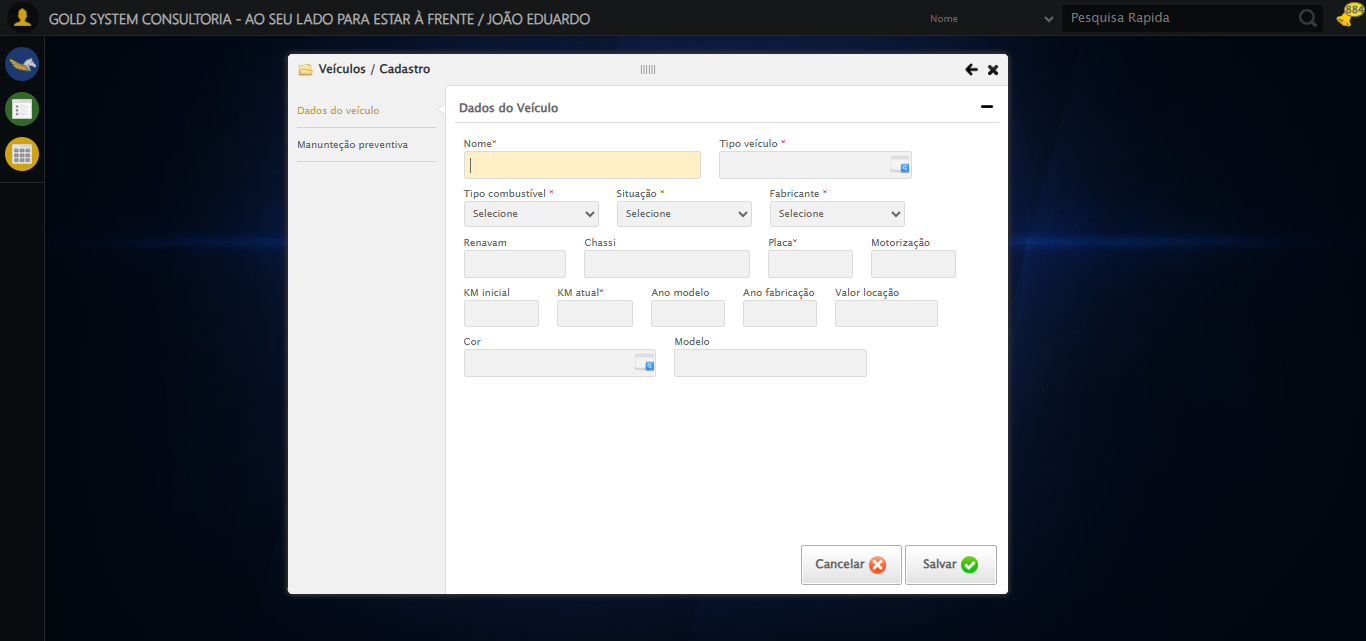 GOLD SYSTEM CONSULTORIA - AO SEU LADO PARA ESTAR À FRENTE / JOÃO EDUARDO
Nome
Pesquisa Rapida
884
Veículos / Cadastro
Dados do veículo
Manunteção preventiva
Dados do Veículo
Nome*
Tipo veículo *
Tipo combustível *
Situação *
Fabricante *
Selecione
Selecione
Selecione
Renavam
Chassi
Placa*
Motorização
KM inicial
KM atual*
Ano modelo
Ano fabricação
Valor locação
Cor
Modelo
Cancelar
Salvar